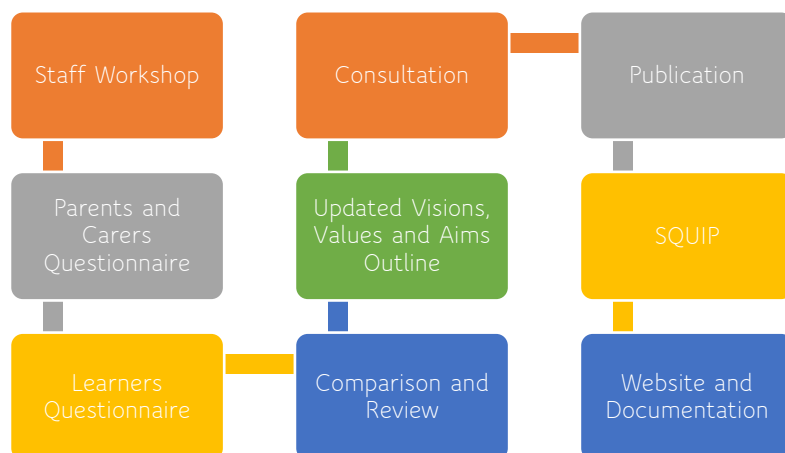 Staff Workshop
Parents and
Carers
Questionnaire
Learners
Questionnaire
Comparison and
Review
Updated Visions,
Values and Aims
Outline
Consultation
Publication
SQUIP
Website and
Documentation